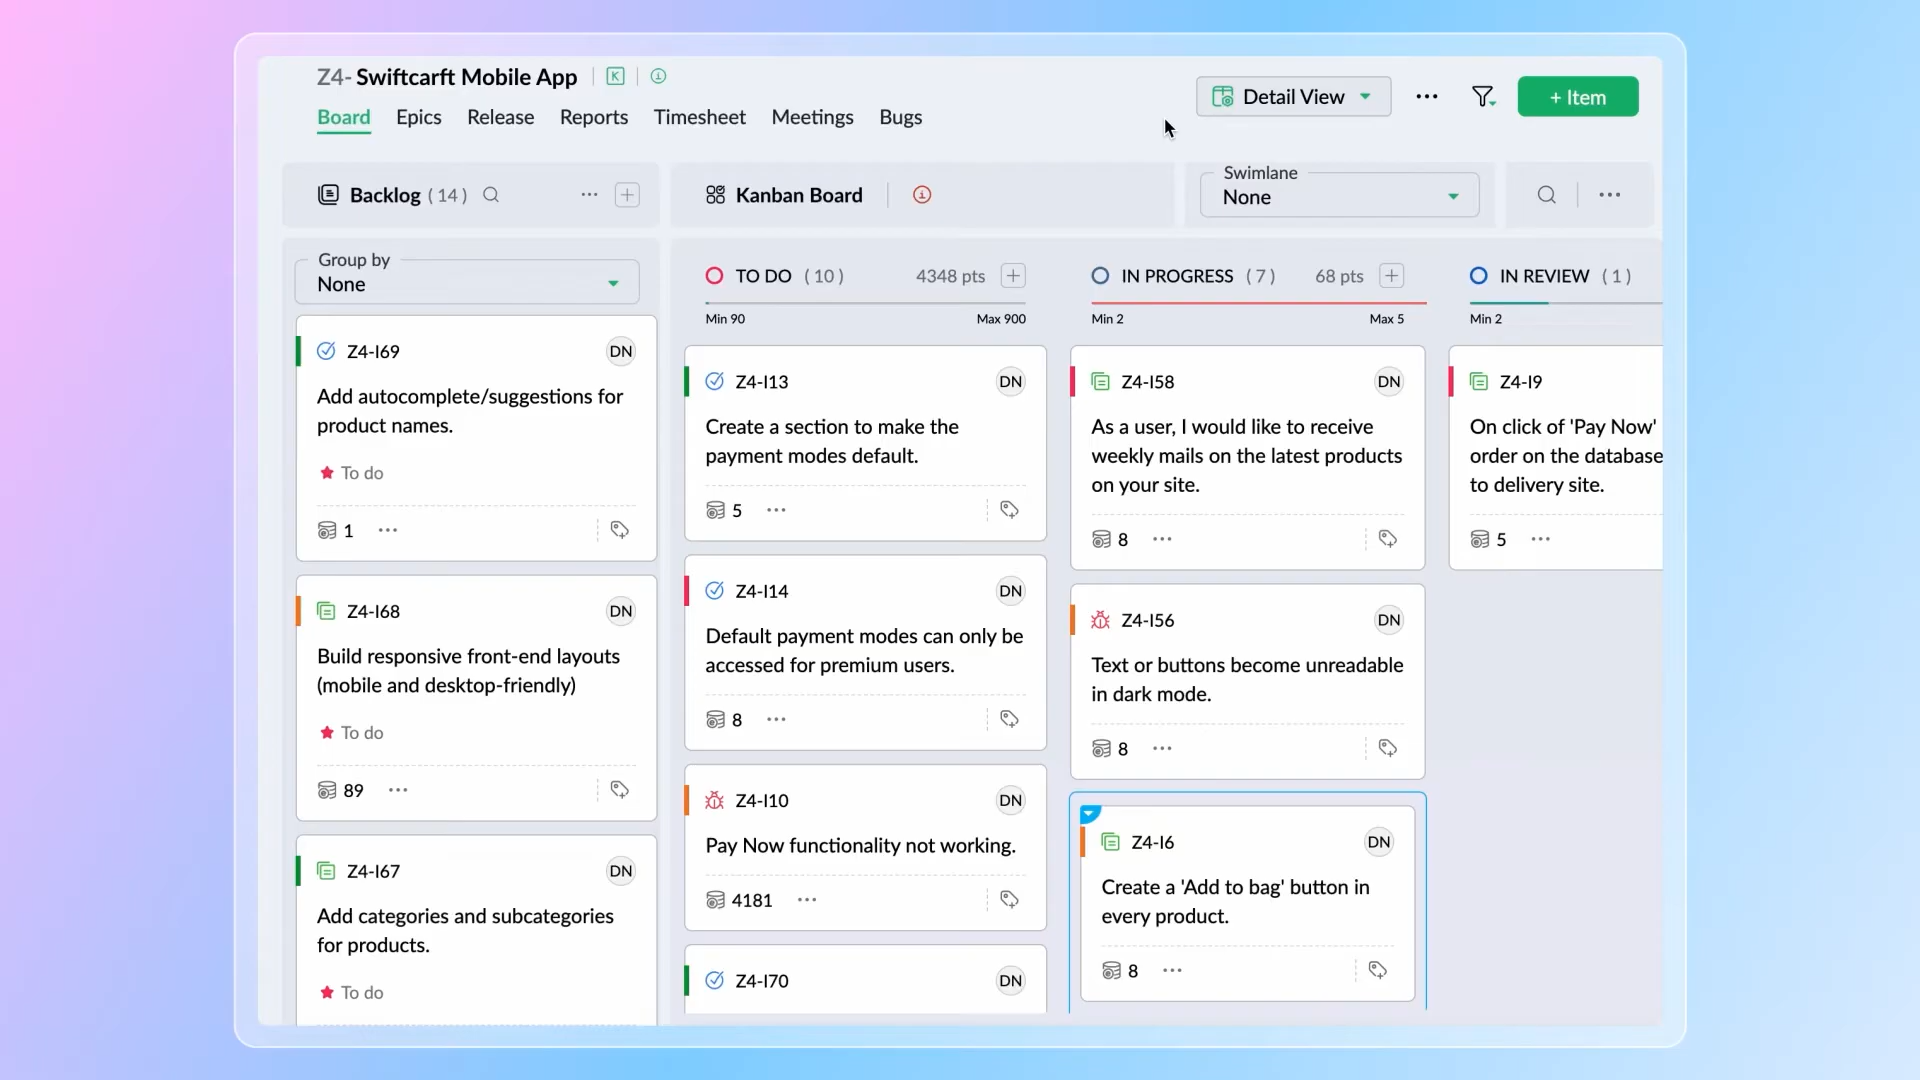 Z4- Swiftcarft Mobile App
K
Detail View
+ Item
Board Epics Release Reports Timesheet Meetings Bugs
Backlog ( 14 )
Group by
None
Z4-I69
DN
Add autocomplete/suggestions for
product names.
To do
1
Z4-I68
DN
Build responsive front-end layouts
(mobile and desktop-friendly)
To do
89
Z4-I67
DN
Add categories and subcategories
for products.
To do
Kanban Board
Swimlane
None
TO DO ( 10 ) 4348 pts
Min 90 Max 900
Z4-I13
DN
Create a section to make the
payment modes default.
5
Z4-I14
DN
Default payment modes can only be
accessed for premium users.
8
Z4-I10
DN
Pay Now functionality not working.
4181
Z4-I70
DN
IN PROGRESS ( 7 ) 68 pts
Min 2 Max 5
Z4-I58
DN
As a user, I would like to receive
weekly mails on the latest products
on your site.
8
Z4-I56
DN
Text or buttons become unreadable
in dark mode.
8
Z4-I6
DN
Create a 'Add to bag' button in
every product.
8
IN REVIEW ( 1 )
Min 2
Z4-I9
On click of 'Pay Now'
order on the database
to delivery site.
5